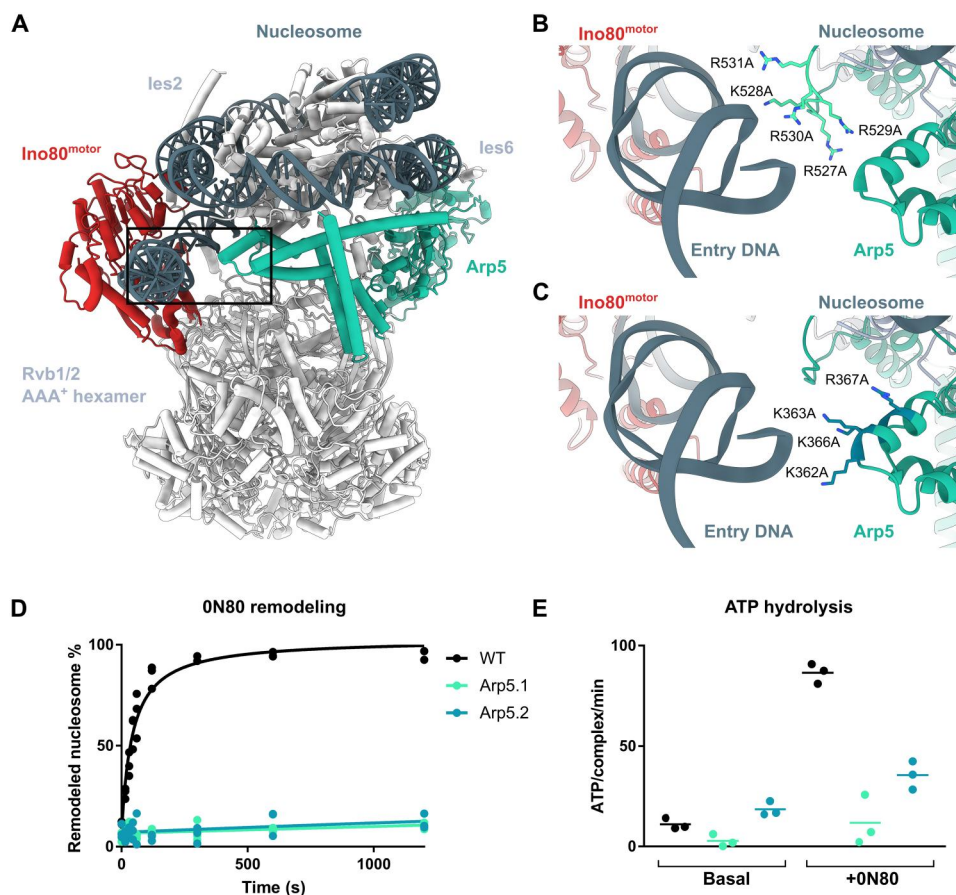 A
Nucleosome
Ies2
Ino80motor
Ies6
Arp5
Rvb1/2
AAA+ hexamer
B
Ino80motor
Nucleosome
R531A
K528A
R530A
R529A
R527A
Entry DNA
Arp5
C
Ino80motor
Nucleosome
R367A
K363A
K366A
K362A
Entry DNA
Arp5
D
0N80 remodeling
Remodeled nucleosome %
100
50
0
0
500
1000
Time (s)
WT
Arp5.1
Arp5.2
E
ATP hydrolysis
ATP/complex/min
100
50
0
Basal
+0N80